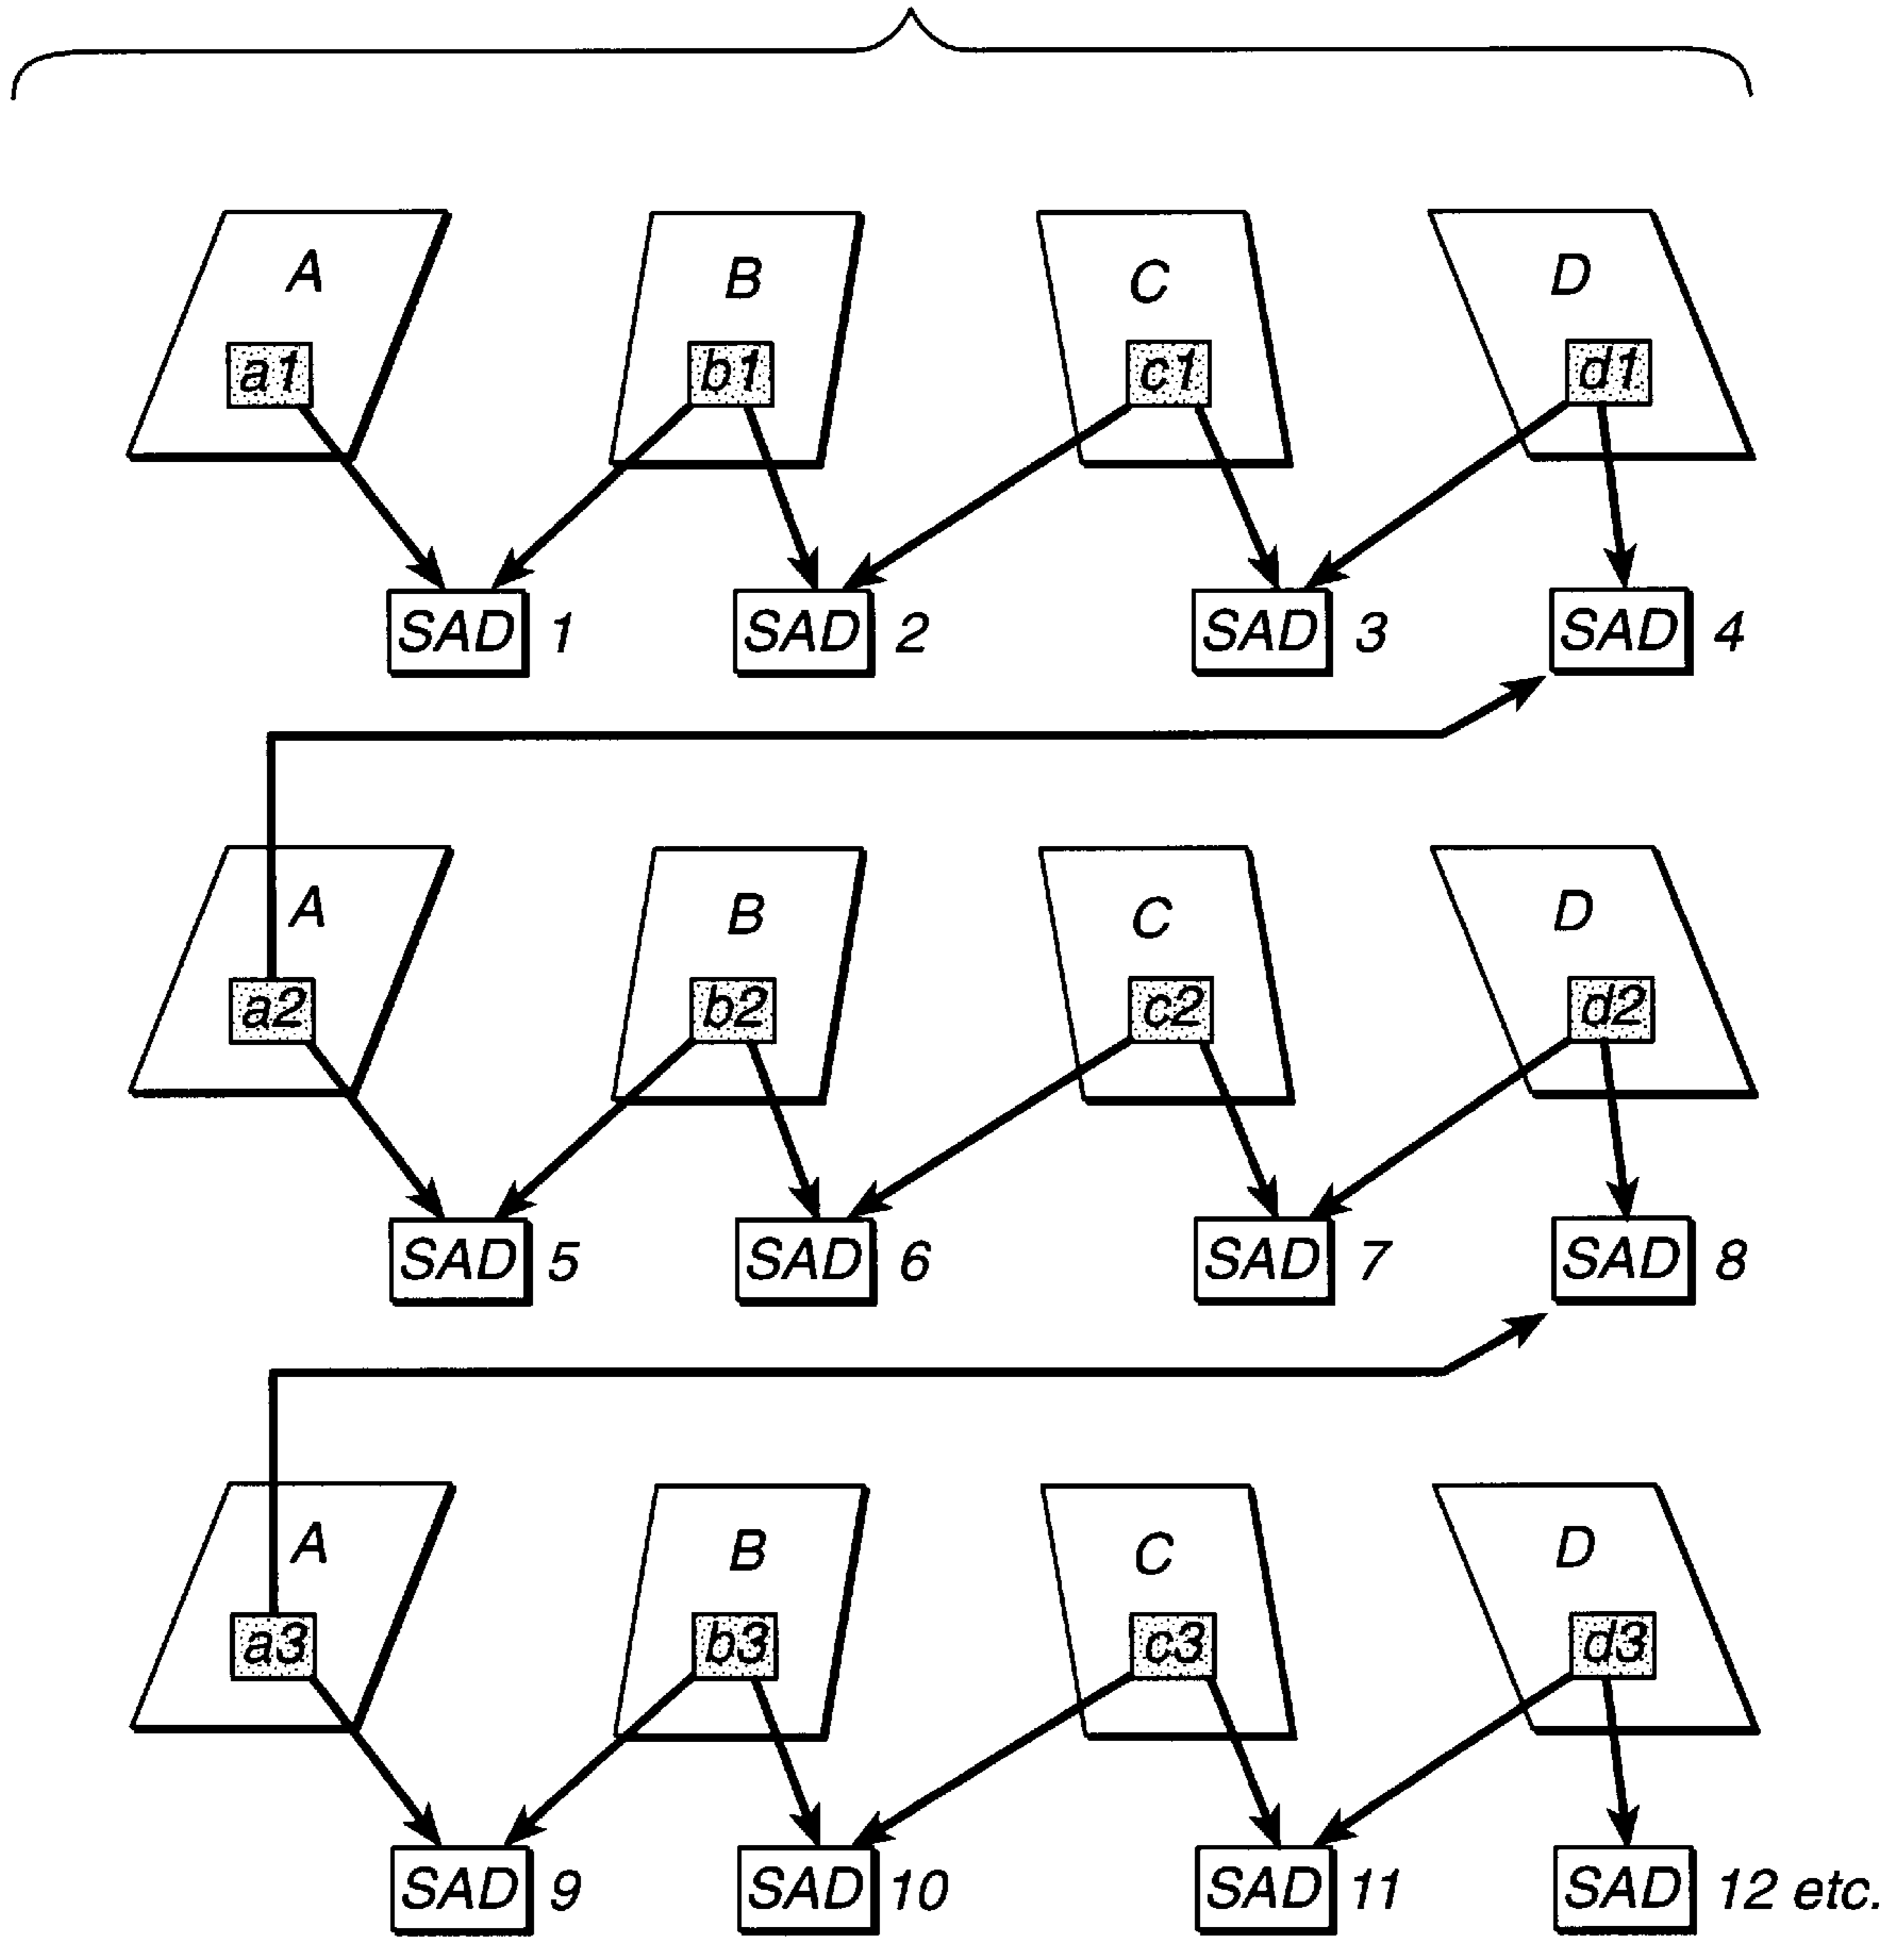 A B C D
a1 b1 c1 d1
SAD 1 SAD 2 SAD 3 SAD 4
A B C D
a2 b2 c2 d2
SAD 5 SAD 6 SAD 7 SAD 8
A B C D
a3 b3 c3 d3
SAD 9 SAD 10 SAD 11 SAD 12 etc.